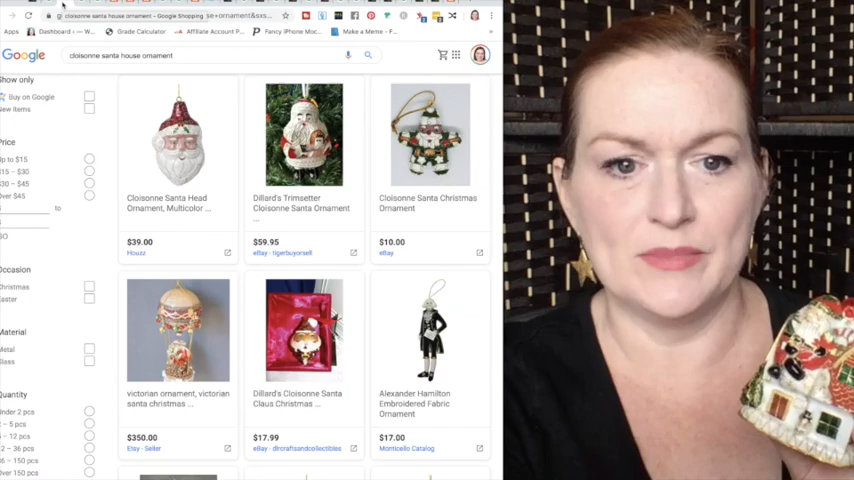 cloisonne santa house ornament - Google Shopping
se+ornament&sxs...
Apps
Dashboard
Grade Calculator
Affiliate Account P...
Fancy iPhone Moc...
Make a Meme - F...
Google
cloisonne santa house ornament
Show only
Buy on Google
New items
Price
Up to $15
$15 – $30
$30 – $45
Over $45
to
GO
Occasion
Christmas
Easter
Material
Metal
Glass
Quantity
Under 2 pcs
2 – 5 pcs
– 12 pcs
– 36 pcs
– 150 pcs
Over 150 pcs
Cloisonne Santa Head
Ornament, Multicolor ...
$39.00
Houzz
Dillard's Trimsetter
Cloisonne Santa Ornament
...
$59.95
eBay - tigerbuyorsell
Cloisonne Santa Christmas
Ornament
$10.00
eBay
victorian ornament, victorian
santa christmas ...
$350.00
Etsy - Seller
Dillard's Cloisonne Santa
Claus Christmas ...
$17.99
eBay - dlrcraftsandcollectibles
Alexander Hamilton
Embroidered Fabric
Ornament
$17.00
Monticello Catalog